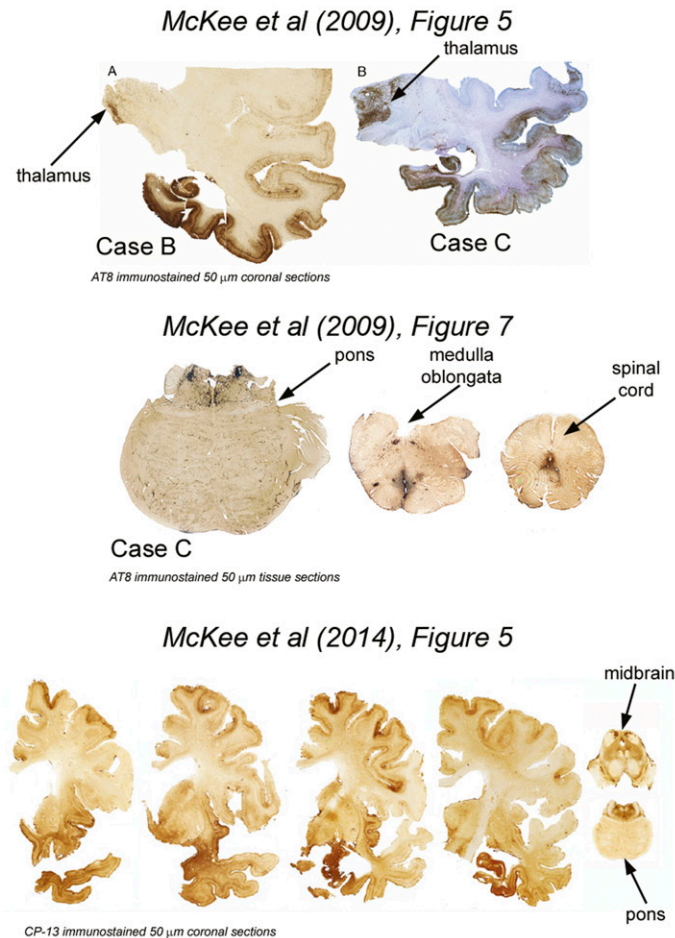 McKee et al (2009), Figure 5
thalamus
A
B
thalamus
Case B
Case C
AT8 immunostained 50 μm coronal sections
McKee et al (2009), Figure 7
pons
medulla
oblongata
spinal
cord
Case C
AT8 immunostained 50 μm tissue sections
McKee et al (2014), Figure 5
midbrain
pons
CP-13 immunostained 50 μm coronal sections